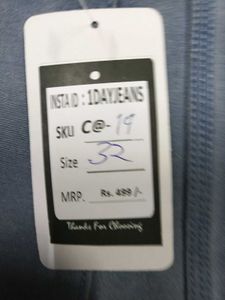 INSTA ID : 1DAYJEANS
SKU C@-19
Size 32
MRP. Rs. 499/-
Thanks For Choosing